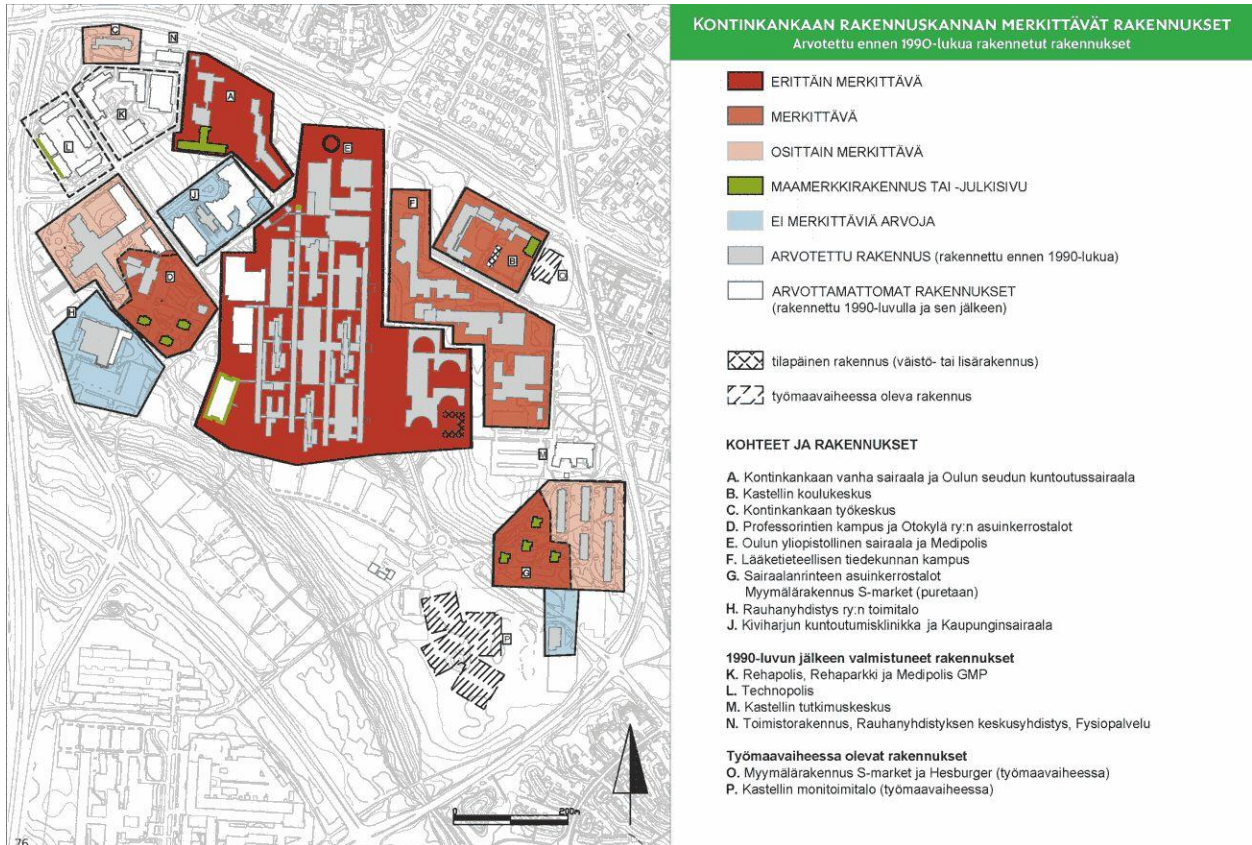 KONTINKANKAAN RAKENNUSKANNAN MERKITTÄVÄT RAKENNUKSET
Arvotettu ennen 1990-lukua rakennetut rakennukset
ERITTÄIN MERKITTÄVÄ
MERKITTÄVÄ
OSITTAIN MERKITTÄVÄ
MAAMERKKIRAKENNUS TAI -JULKISIVU
EI MERKITTÄVIÄ ARVOJA
ARVOTETTU RAKENNUS (rakennettu ennen 1990-lukua)
ARVOTTAMATTOMAT RAKENNUKSET
(rakennettu 1990-luvulla ja sen jälkeen)
tilapäinen rakennus (väistö- tai lisärakennus)
työmaavaiheessa oleva rakennus
KOHTEET JA RAKENNUKSET
A. Kontinkankaan vanha sairaala ja Oulun seudun kuntoutussairaala
B. Kastellin koulukeskus
C. Kontinkankaan työkeskus
D. Professorintien kampus ja Otokylä ry:n asuinkerrostalot
E. Oulun yliopistollinen sairaala ja Medipolis
F. Lääketieteellisen tiedekunnan kampus
G. Sairaalanrinteen asuinkerrostalot
Myymälärakennus S-market (puretaan)
H. Rauhanyhdistys ry:n toimitalo
J. Kiviharjun kuntoutumisklinikka ja Kaupunginsairaala
1990-luvun jälkeen valmistuneet rakennukset
K. Rehapolis, Rehaparkki ja Medipolis GMP
L. Technopolis
M. Kastellin tutkimuskeskus
N. Toimistorakennus, Rauhanyhdistyksen keskusyhdistys, Fysiopalvelu
Työmaavaiheessa olevat rakennukset
O. Myymälärakennus S-market ja Hesburger (työmaavaiheessa)
P. Kastellin monitoimitalo (työmaavaiheessa)
C
N
A
K
L
E
J
F
B
O
D
H
M
G
P
0
200m
76